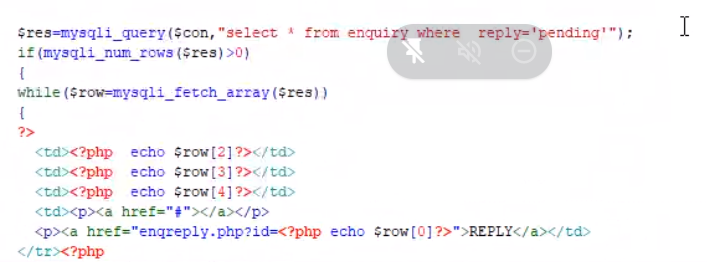 $res=mysqli_query($con,"select * from enquiry where  reply='pending'");
if(mysqli_num_rows($res)>0)
{
while($row=mysqli_fetch_array($res))
{
?>
<td><?php  echo $row[2]?></td>
<td><?php  echo $row[3]?></td>
<td><?php  echo $row[4]?></td>
<td><p><a href="#"></a></p>
<p><a href="enqreply.php?id=<?php echo $row[0]?>">REPLY</a></td>
</tr><?php